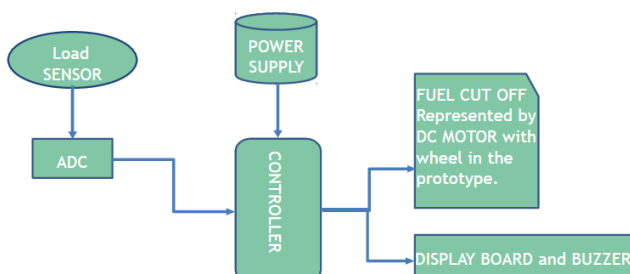 Load
SENSOR
POWER
SUPPLY
ADC
CONTROLLER
FUEL CUT OFF
Represented by
DC MOTOR with
wheel in the
prototype.
DISPLAY BOARD and BUZZER